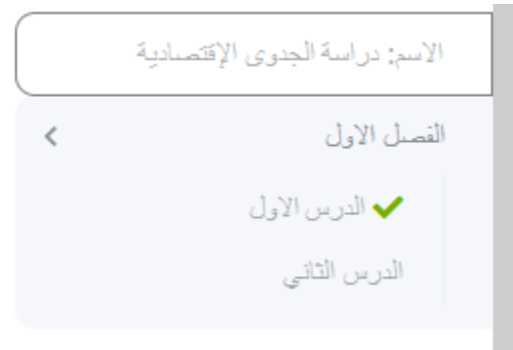 الاسم: دراسة الجدوى الإقتصادية
الفصل الاول
الدرس الاول
الدرس الثاني